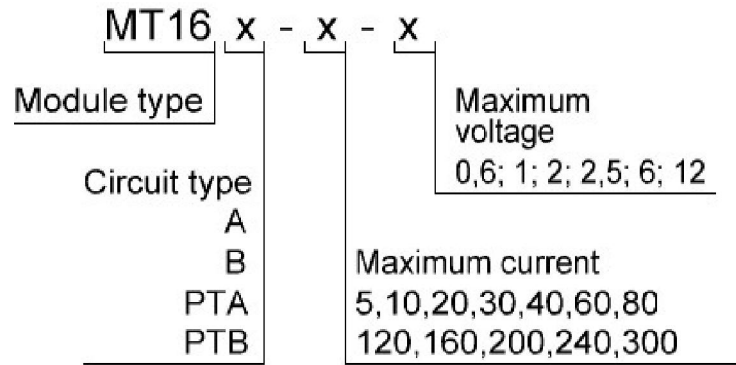 MT16 x - x - x
Module type
Maximum
voltage
0,6; 1; 2; 2,5; 6; 12
Circuit type
A
B
PTA
PTB
Maximum current
5,10,20,30,40,60,80
120,160,200,240,300